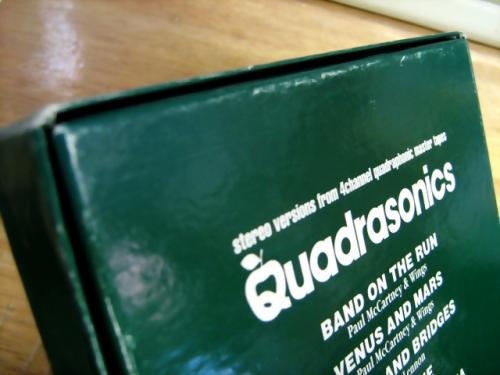 stereo versions from 4channel quadraphonic master tapes
Quadrasonics
BAND ON THE RUN
Paul McCartney & Wings
VENUS AND MARS
Paul McCartney & Wings
AND BRIDGES
Lennon